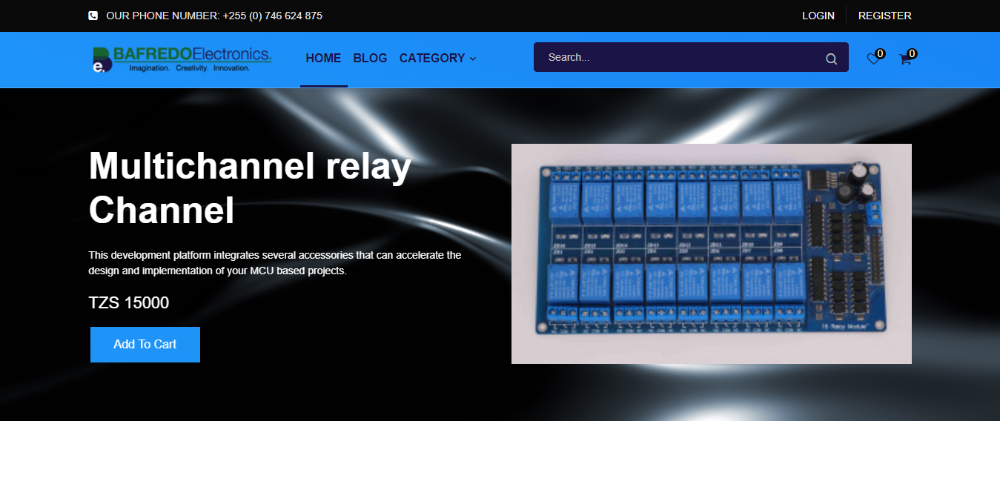 OUR PHONE NUMBER: +255 (0) 746 624 875
LOGIN
REGISTER
BAFREDOElectronics.
e.
Imagination. Creativity. Innovation.
HOME
BLOG
CATEGORY
Search...
0
0
Multichannel relay
Channel
This development platform integrates several accessories that can accelerate the
design and implementation of your MCU based projects.
TZS 15000
Add To Cart
16 Relay Module